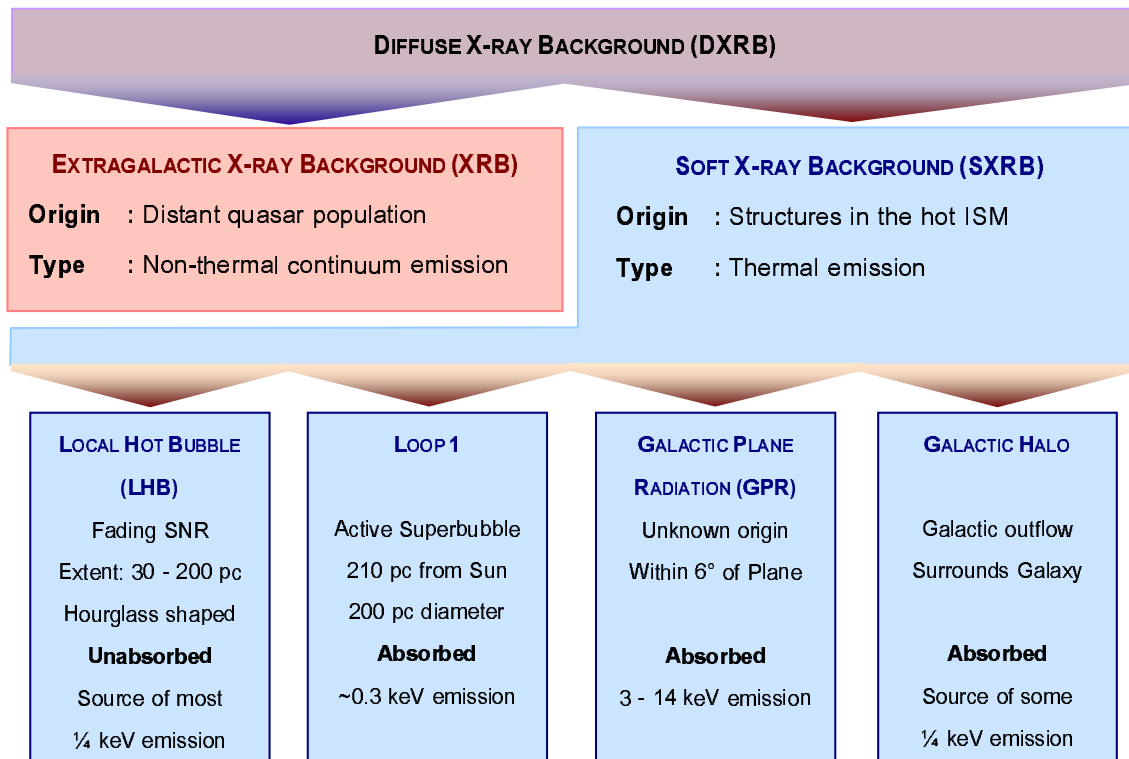 DIFFUSE X-RAY BACKGROUND (DXRB)
EXTRAGALACTIC X-RAY BACKGROUND (XRB)
Origin : Distant quasar population
Type : Non-thermal continuum emission
SOFT X-RAY BACKGROUND (SXRB)
Origin : Structures in the hot ISM
Type : Thermal emission
LOCAL HOT BUBBLE
(LHB)
Fading SNR
Extent: 30 - 200 pc
Hourglass shaped
Unabsorbed
Source of most
¼ keV emission
LOOP 1
Active Superbubble
210 pc from Sun
200 pc diameter
Absorbed
~0.3 keV emission
GALACTIC PLANE
RADIATION (GPR)
Unknown origin
Within 6° of Plane
Absorbed
3 - 14 keV emission
GALACTIC HALO
Galactic outflow
Surrounds Galaxy
Absorbed
Source of some
¼ keV emission